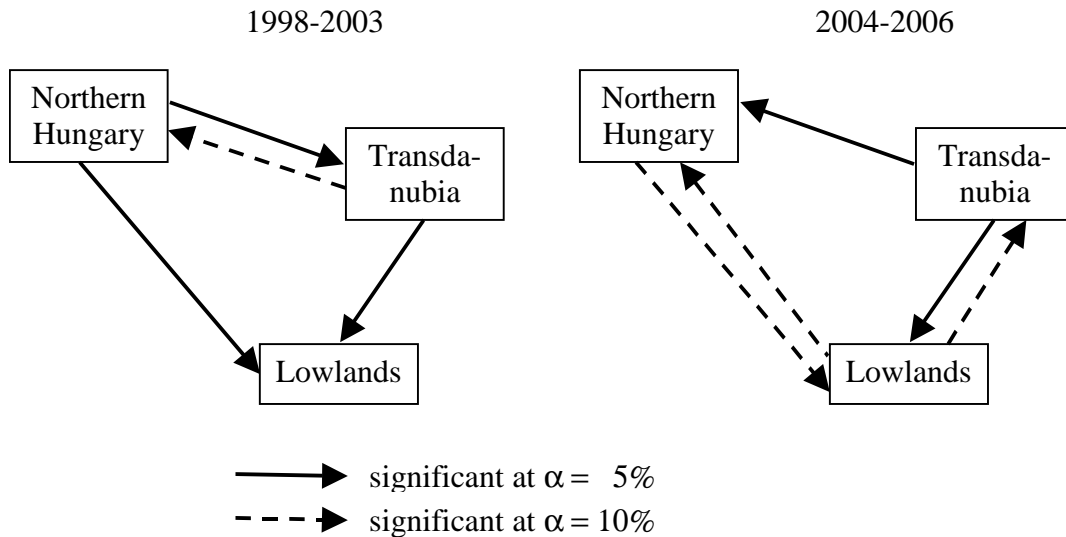 1998-2003
Northern
Hungary
Transda-
nubia
Lowlands
2004-2006
Northern
Hungary
Transda-
nubia
Lowlands
significant at α = 5%
significant at α = 10%